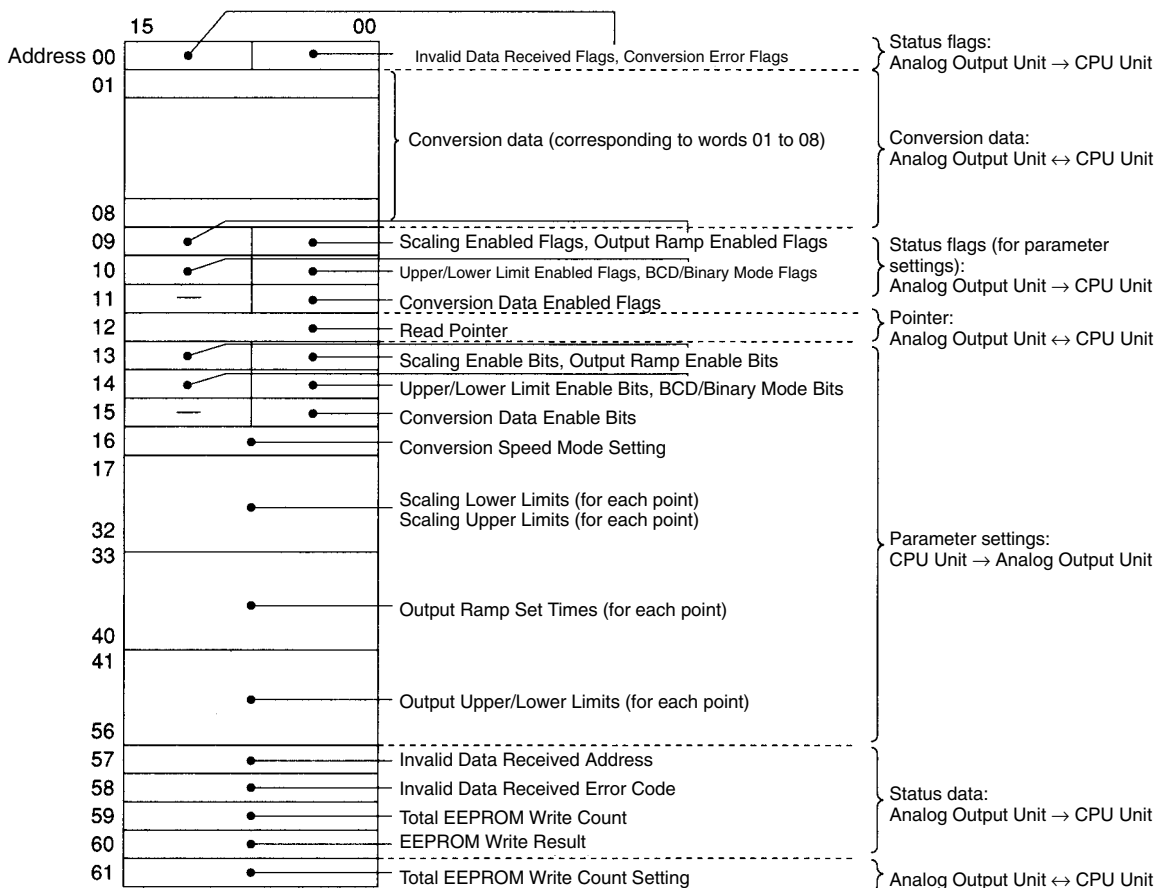 15 00
Address 00 Invalid Data Received Flags, Conversion Error Flags
Status flags:
Analog Output Unit → CPU Unit
01
Conversion data (corresponding to words 01 to 08)
Conversion data:
Analog Output Unit ↔ CPU Unit
08
09 Scaling Enabled Flags, Output Ramp Enabled Flags
10 Upper/Lower Limit Enabled Flags, BCD/Binary Mode Flags
11 — Conversion Data Enabled Flags
Status flags (for parameter
settings):
Analog Output Unit → CPU Unit
12 Read Pointer
Pointer:
Analog Output Unit ↔ CPU Unit
13 Scaling Enable Bits, Output Ramp Enable Bits
14 Upper/Lower Limit Enable Bits, BCD/Binary Mode Bits
15 — Conversion Data Enable Bits
16 Conversion Speed Mode Setting
17
Scaling Lower Limits (for each point)
Scaling Upper Limits (for each point)
32
33
Parameter settings:
CPU Unit → Analog Output Unit
Output Ramp Set Times (for each point)
40
41
Output Upper/Lower Limits (for each point)
56
57 Invalid Data Received Address
58 Invalid Data Received Error Code
59 Total EEPROM Write Count
60 EEPROM Write Result
Status data:
Analog Output Unit → CPU Unit
61 Total EEPROM Write Count Setting
Analog Output Unit ↔ CPU Unit